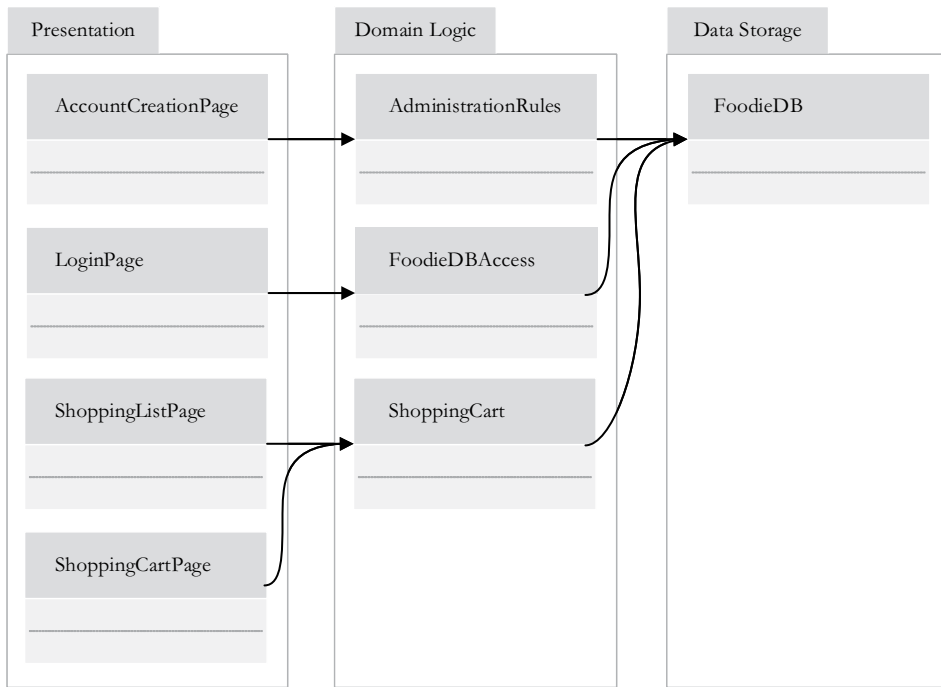 Presentation
Domain Logic
Data Storage
AccountCreationPage
AdministrationRules
FoodieDB
LoginPage
FoodieDBAccess
ShoppingListPage
ShoppingCart
ShoppingCartPage